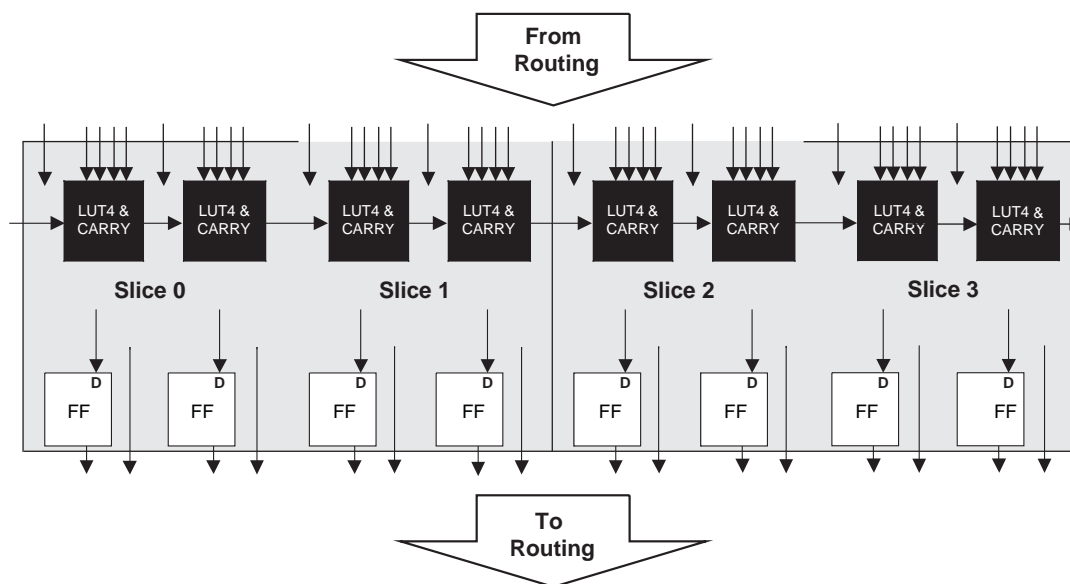 From
Routing
LUT4 &
CARRY
LUT4 &
CARRY
LUT4 &
CARRY
LUT4 &
CARRY
LUT4 &
CARRY
LUT4 &
CARRY
LUT4 &
CARRY
LUT4 &
CARRY
Slice 0
Slice 1
Slice 2
Slice 3
D
FF
D
FF
D
FF
D
FF
D
FF
D
FF
D
FF
D
FF
To
Routing